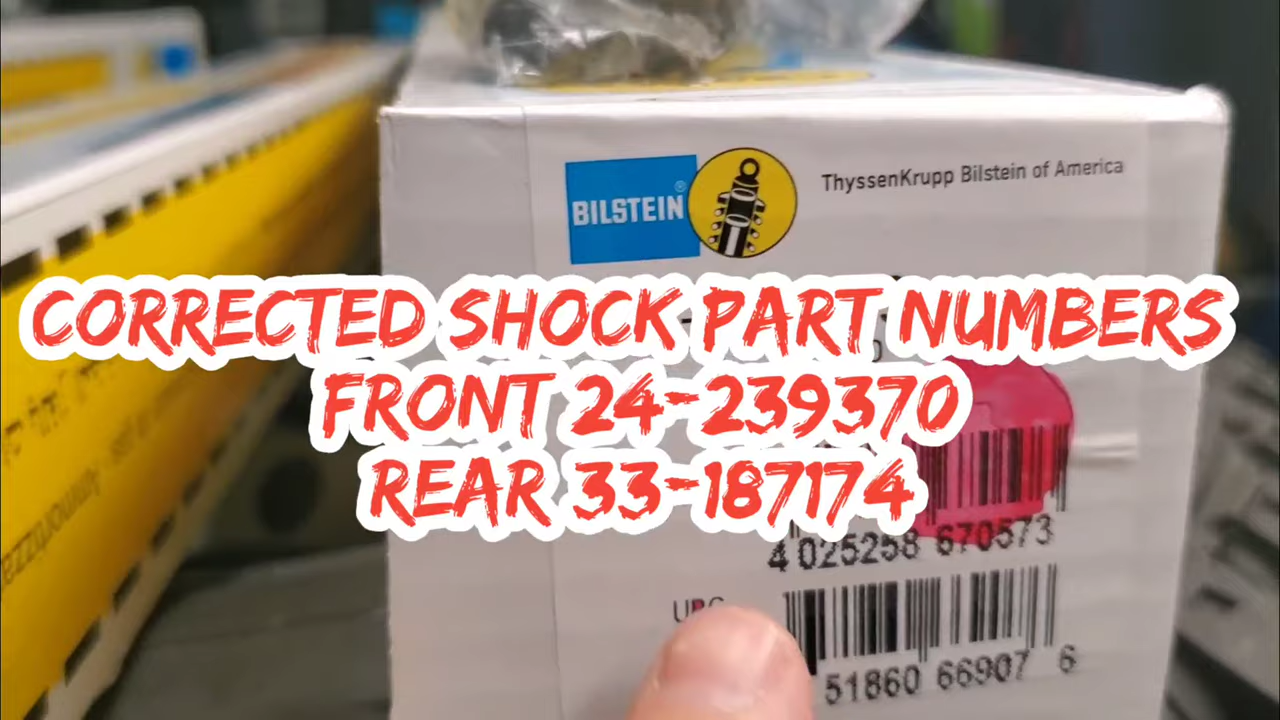 BILSTEIN®
ThyssenKrupp Bilstein of America
CORRECTED SHOCK PART NUMBERS
FRONT 24-239370
REAR 33-187174
4 025258 670573
UPC
51860 66907 6